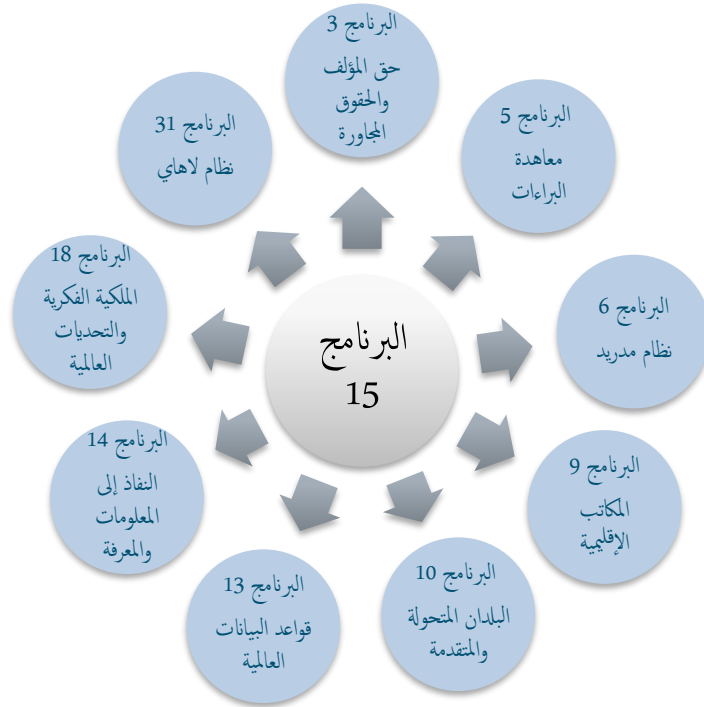 البرنامج 3
حق المؤلف
والحقوق
المجاورة
البرنامج 5
معاهدة
البراءات
البرنامج 6
نظام مدريد
البرنامج 9
المكاتب
الإقليمية
البرنامج 10
البلدان المتحولة
والمتقدمة
البرنامج 13
قواعد البيانات
العالمية
البرنامج 14
النفاذ إلى
المعلومات
والمعرفة
البرنامج 18
الملكية الفكرية
والتحديات
العالمية
البرنامج 31
نظام لاهاي
البرنامج
15